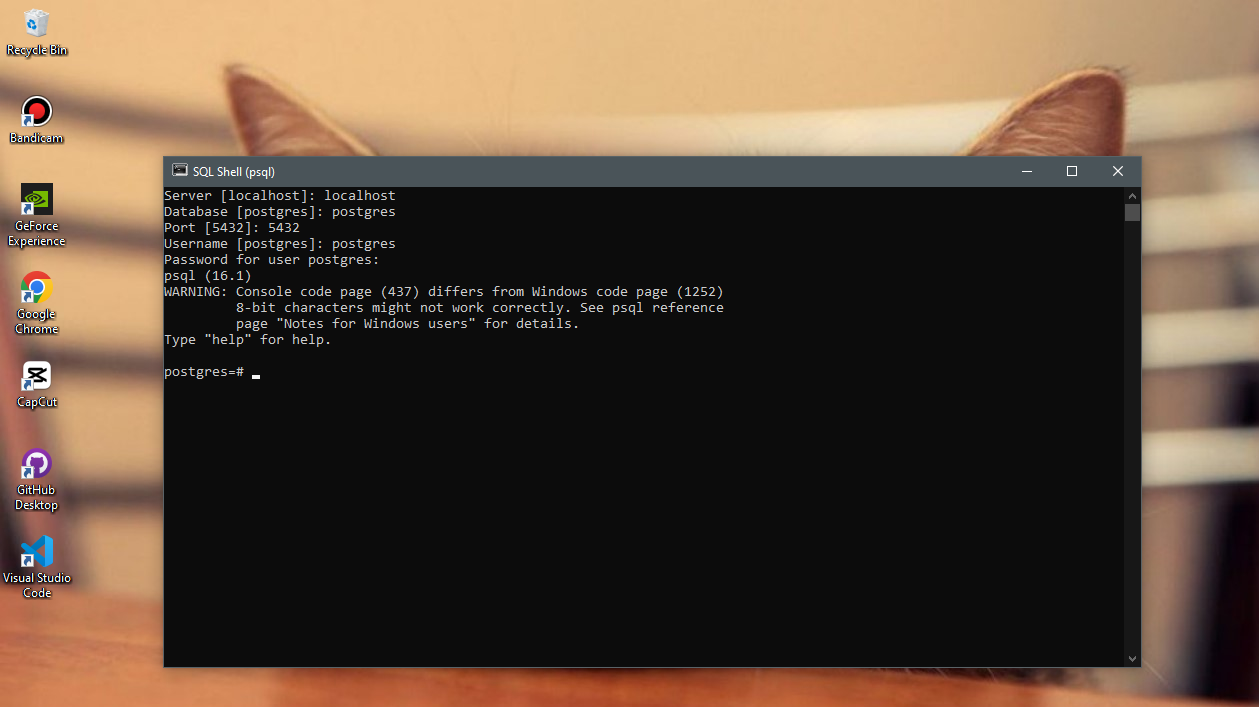 Recycle Bin
Bandicam
GeForce
Experience
Google
Chrome
CapCut
GitHub
Desktop
Visual Studio
Code
SQL Shell (psql)
Server [localhost]: localhost
Database [postgres]: postgres
Port [5432]: 5432
Username [postgres]: postgres
Password for user postgres:
psql (16.1)
WARNING: Console code page (437) differs from Windows code page (1252)
8-bit characters might not work correctly. See psql reference
page "Notes for Windows users" for details.
Type "help" for help.
postgres=#